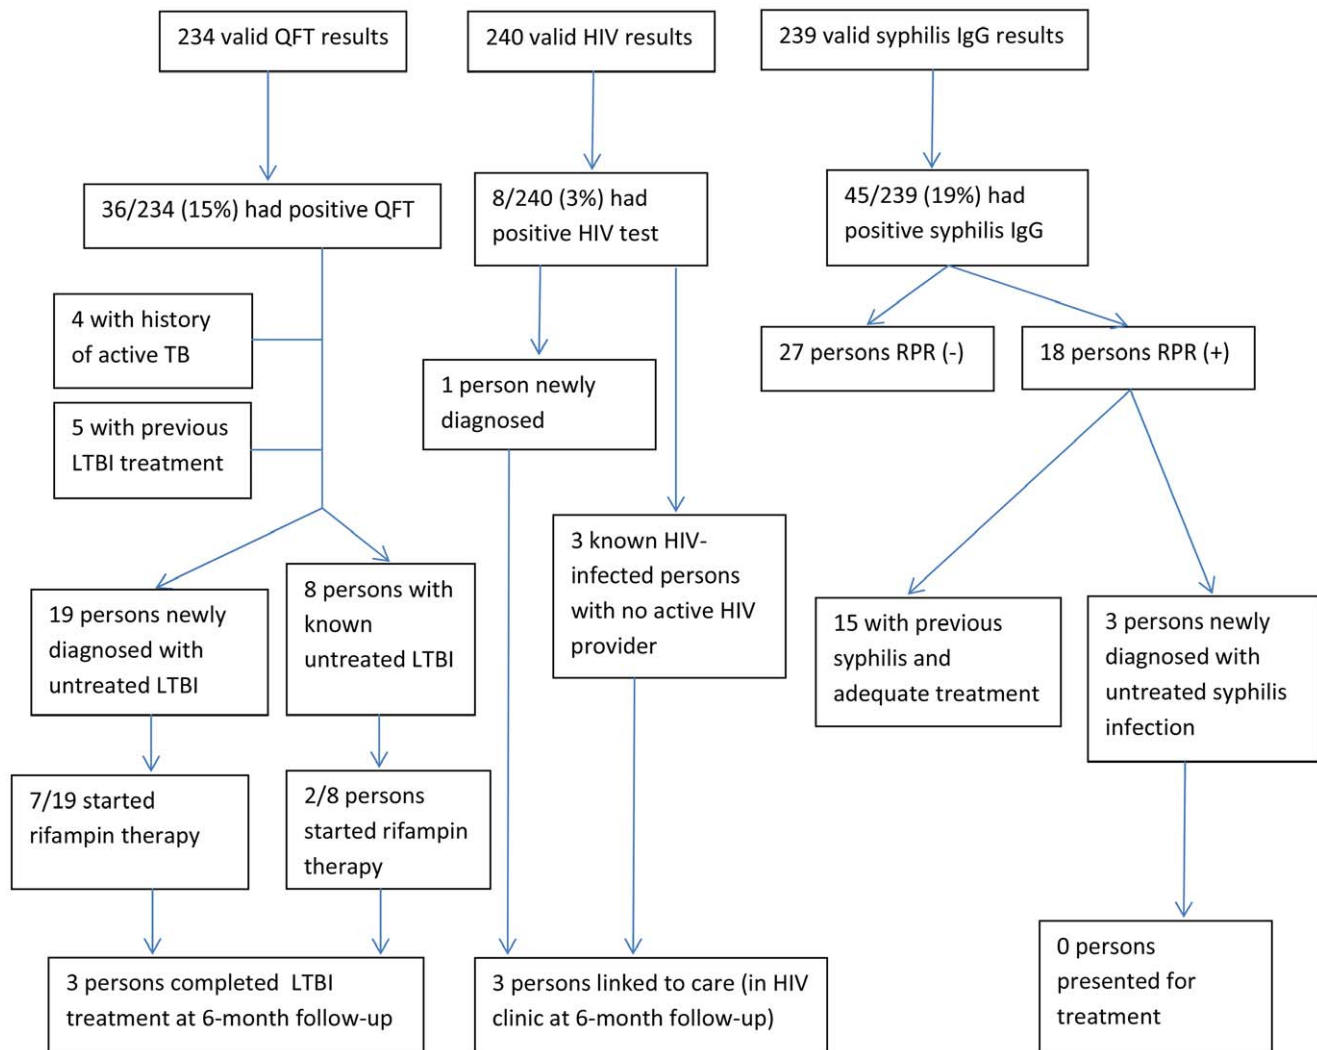 234 valid QFT results
240 valid HIV results
239 valid syphilis IgG results
36/234 (15%) had positive QFT
8/240 (3%) had
positive HIV test
45/239 (19%) had
positive syphilis IgG
4 with history
of active TB
5 with previous
LTBI treatment
1 person newly
diagnosed
27 persons RPR (-)
18 persons RPR (+)
19 persons newly
diagnosed with
untreated LTBI
8 persons with
known
untreated LTBI
3 known HIV-
infected persons
with no active HIV
provider
15 with previous
syphilis and
adequate treatment
3 persons newly
diagnosed with
untreated syphilis
infection
7/19 started
rifampin therapy
2/8 persons
started rifampin
therapy
3 persons completed LTBI
treatment at 6-month follow-up
3 persons linked to care (in HIV
clinic at 6-month follow-up)
0 persons
presented for
treatment